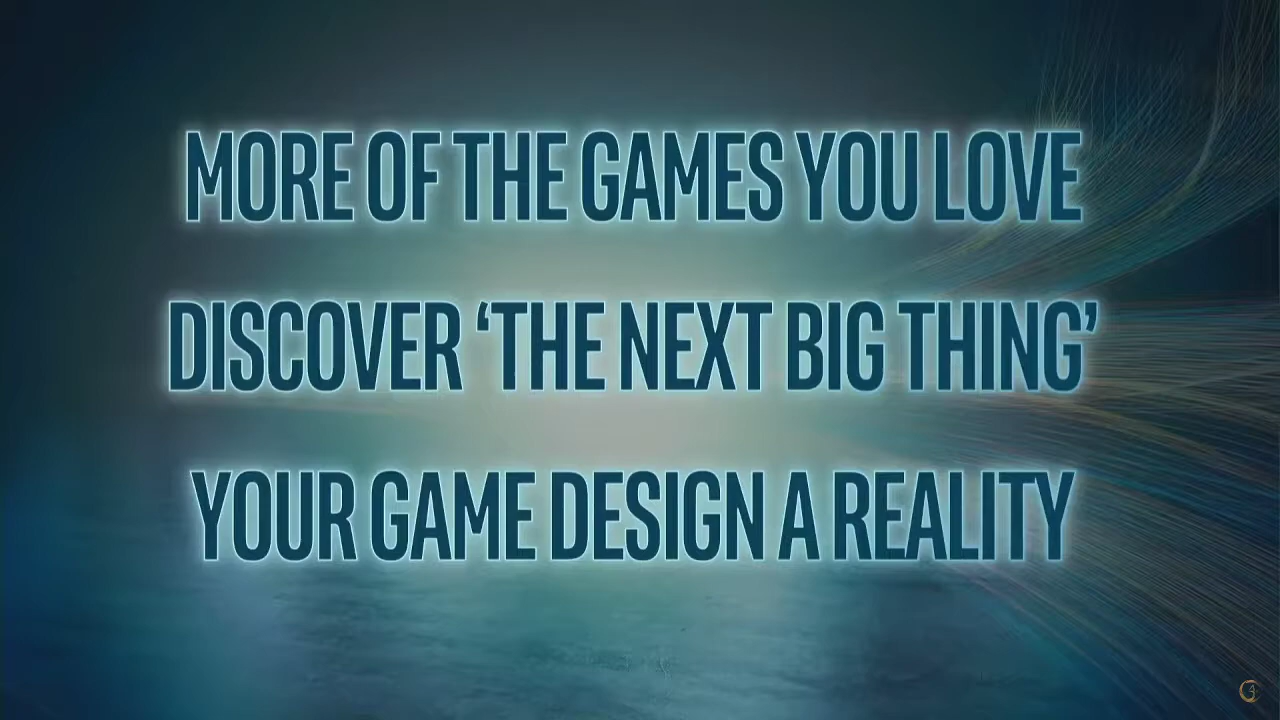 MORE OF THE GAMES YOU LOVE
DISCOVER ‘THE NEXT BIG THING’
YOUR GAME DESIGN A REALITY